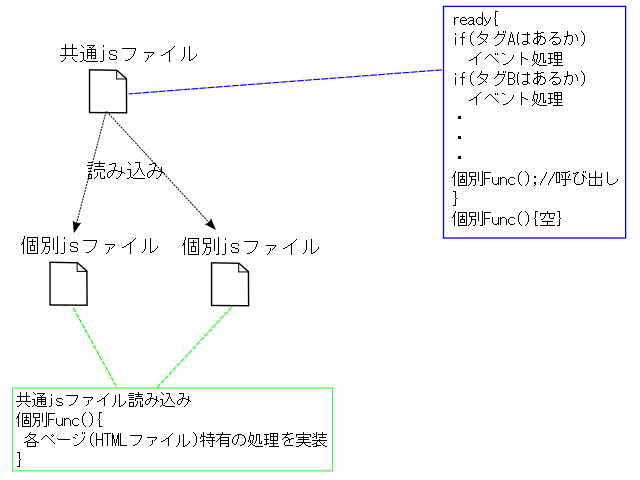 共通jsファイル
読み込み
個別jsファイル
個別jsファイル
ready{
if(タグAはあるか)
イベント処理
if(タグBはあるか)
イベント処理
・
・
・
個別Func();//呼び出し
}
個別Func(){空}
共通jsファイル読み込み
個別Func(){
各ページ(HTMLファイル)特有の処理を実装
}